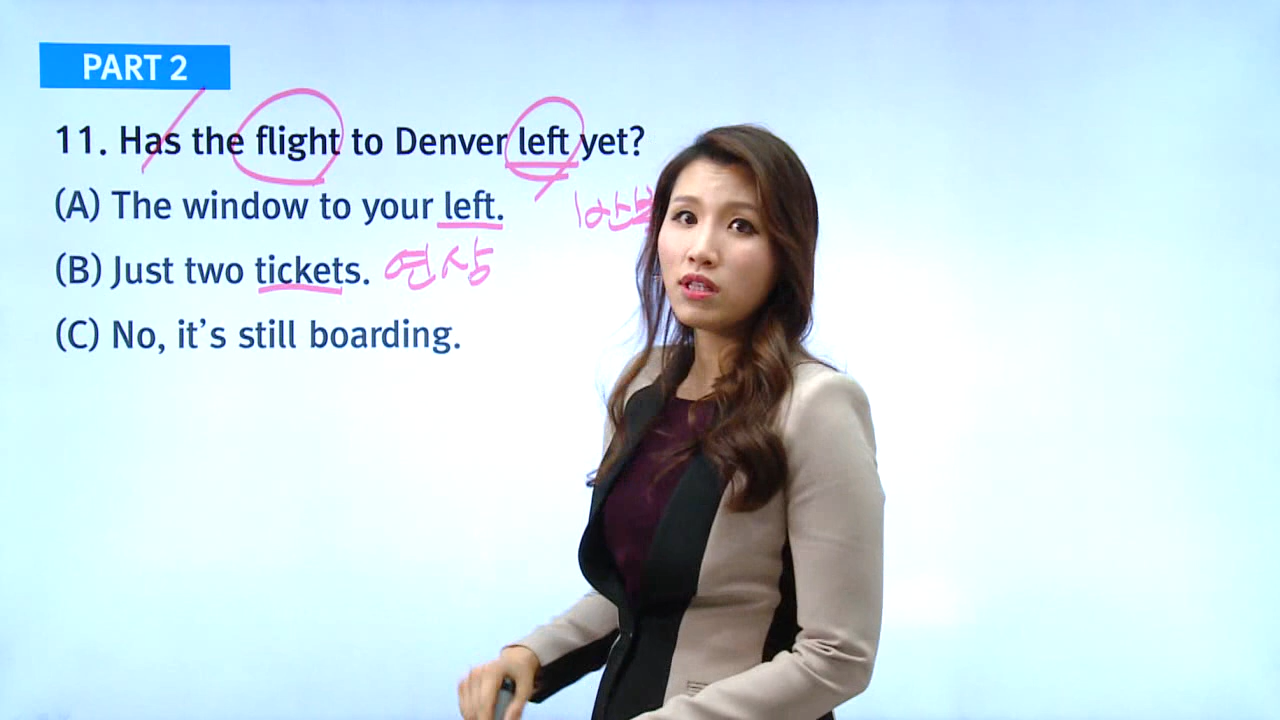 PART 2
11. Has the flight to Denver left yet?
(A) The window to your left.
(B) Just two tickets. 연상
(C) No, it's still boarding.